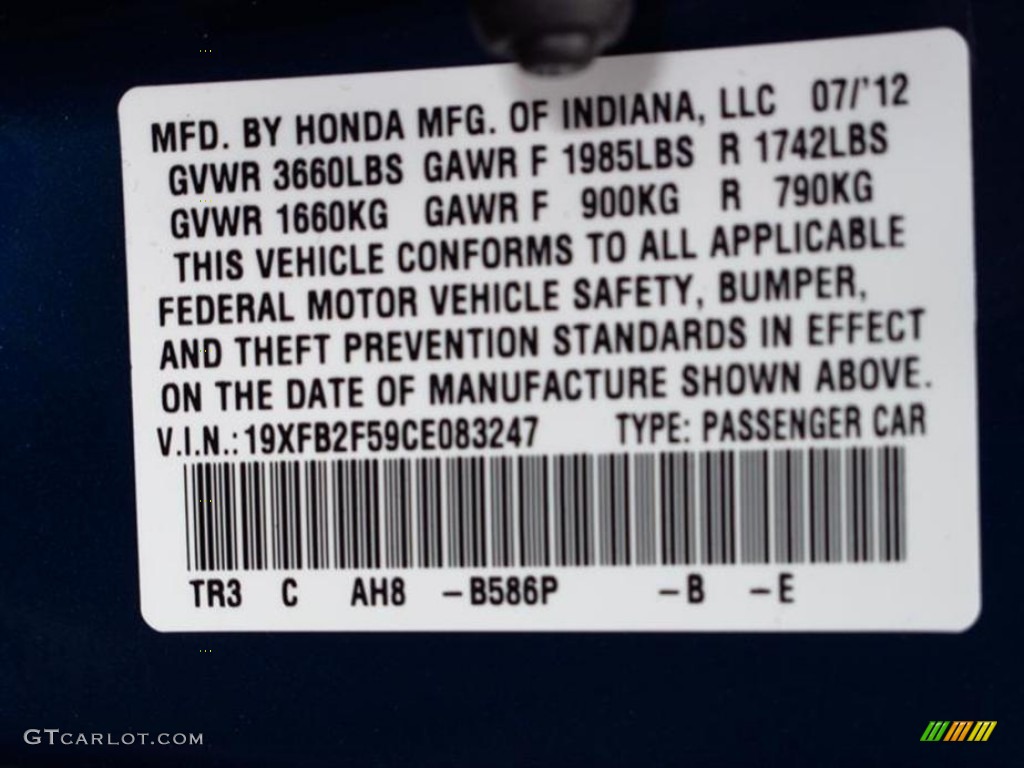 MFD. BY HONDA MFG. OF INDIANA, LLC 07/'12
GVWR 3660LBS GAWR F 1985LBS R 1742LBS
GVWR 1660KG GAWR F 900KG R 790KG
THIS VEHICLE CONFORMS TO ALL APPLICABLE
FEDERAL MOTOR VEHICLE SAFETY, BUMPER,
AND THEFT PREVENTION STANDARDS IN EFFECT
ON THE DATE OF MANUFACTURE SHOWN ABOVE.
V.I.N.: 19XFB2F59CE083247 TYPE: PASSENGER CAR
TR3 C AH8 -B586P -B -E
GTCARLOT.COM